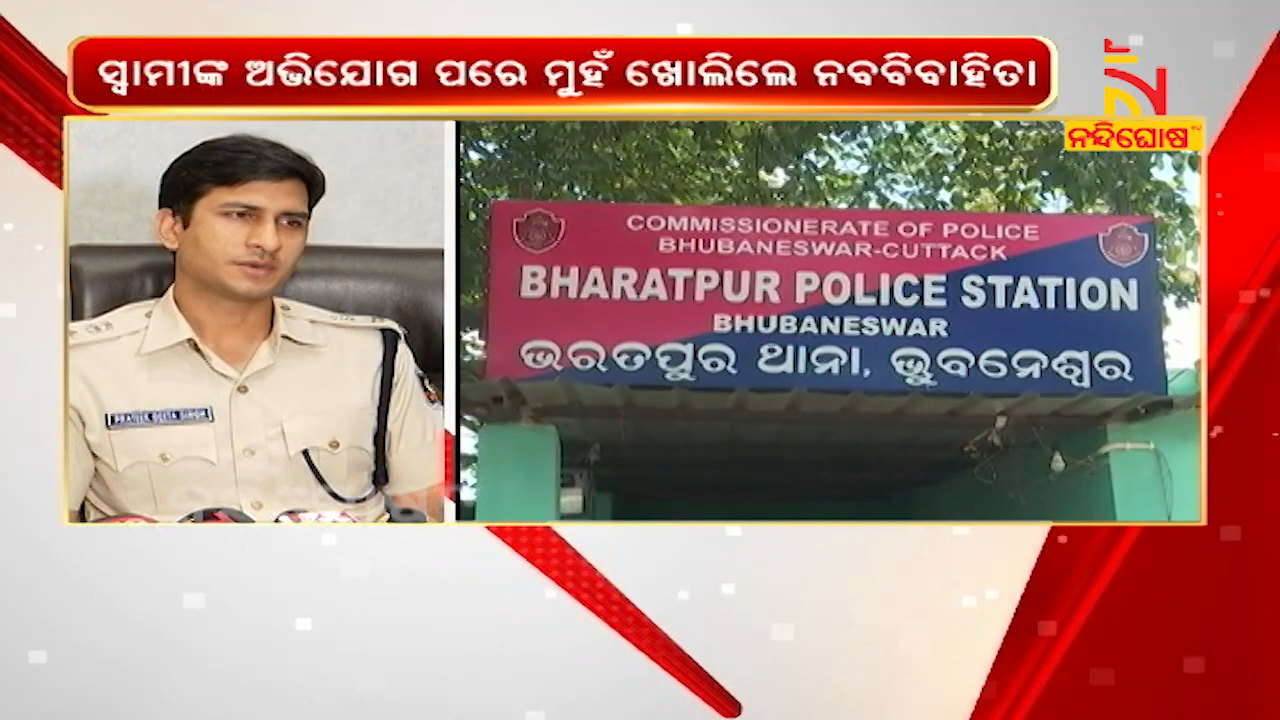 ସ୍ୱାମୀଙ୍କ ଅଭିଯୋଗ ପରେ ମୁହଁ ଖୋଲିଲେ ନବବିବାହିତା
ନନ୍ଦିଘୋଷ
COMMISSIONERATE OF POLICE
BHUBANESWAR-CUTTACK
BHARATPUR POLICE STATION
BHUBANESWAR
ଭରତପୁର ଥାନା, ଭୁବନେଶ୍ୱର